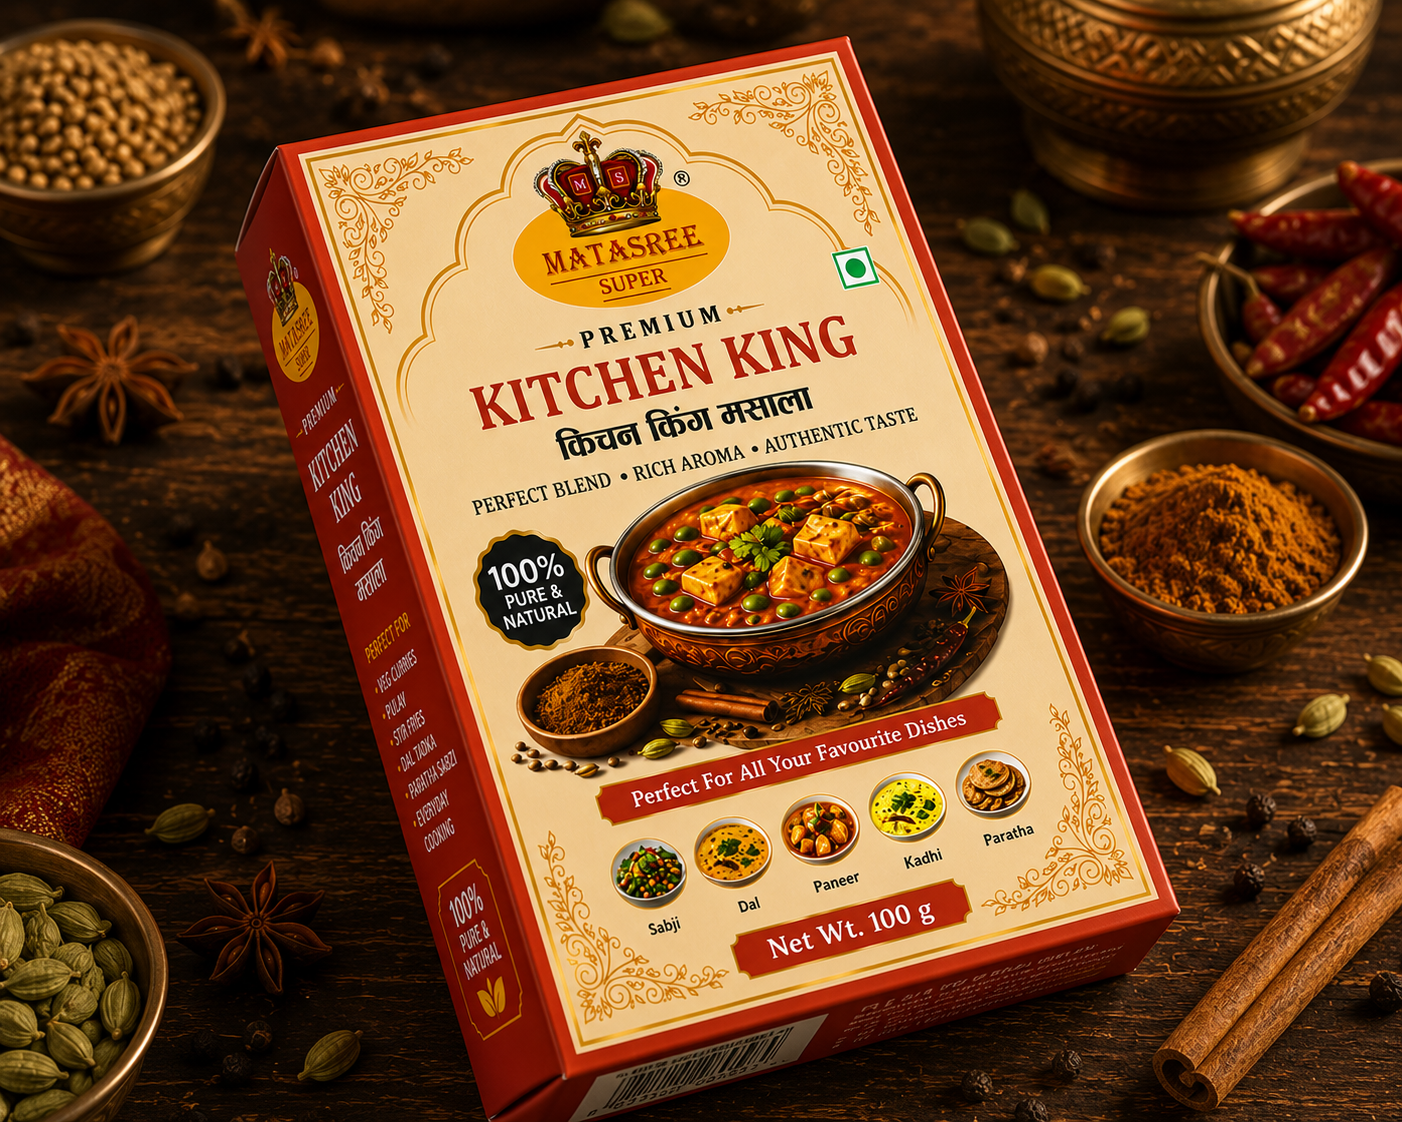 M S
®
MATASREE
SUPER
PREMIUM
KITCHEN KING
किचन किंग मसाला
PERFECT BLEND • RICH AROMA • AUTHENTIC TASTE
100%
PURE &
NATURAL
Perfect For All Your Favourite Dishes
Sabji
Dal
Paneer
Kadhi
Paratha
Net Wt. 100 g
MATASREE
SUPER
PREMIUM
KITCHEN
KING
किचन किंग
मसाला
PERFECT FOR
• VEG CURRIES
• PULAV
• STIR FRIES
• DAL TADKA
• PARATHA SABZI
• EVERYDAY
COOKING
100%
PURE &
NATURAL